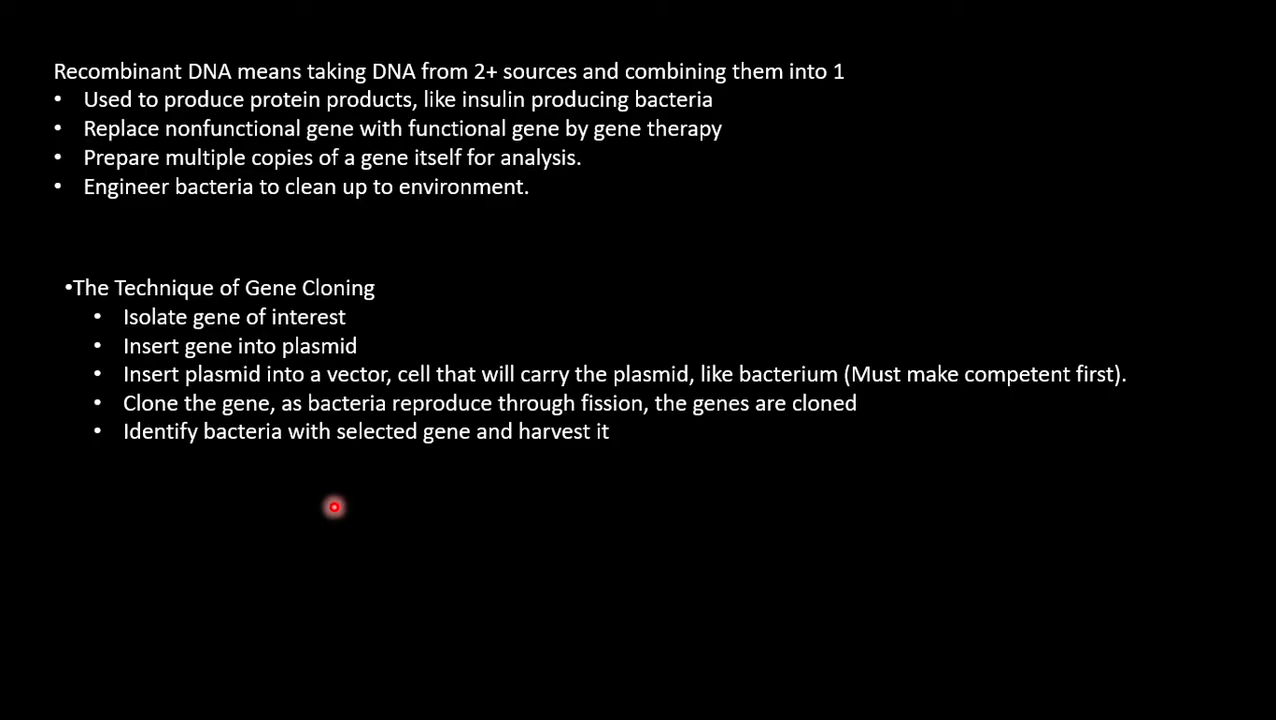 Recombinant DNA means taking DNA from 2+ sources and combining them into 1
• Used to produce protein products, like insulin producing bacteria
• Replace nonfunctional gene with functional gene by gene therapy
• Prepare multiple copies of a gene itself for analysis.
• Engineer bacteria to clean up to environment.
•The Technique of Gene Cloning
• Isolate gene of interest
• Insert gene into plasmid
• Insert plasmid into a vector, cell that will carry the plasmid, like bacterium (Must make competent first).
• Clone the gene, as bacteria reproduce through fission, the genes are cloned
• Identify bacteria with selected gene and harvest it